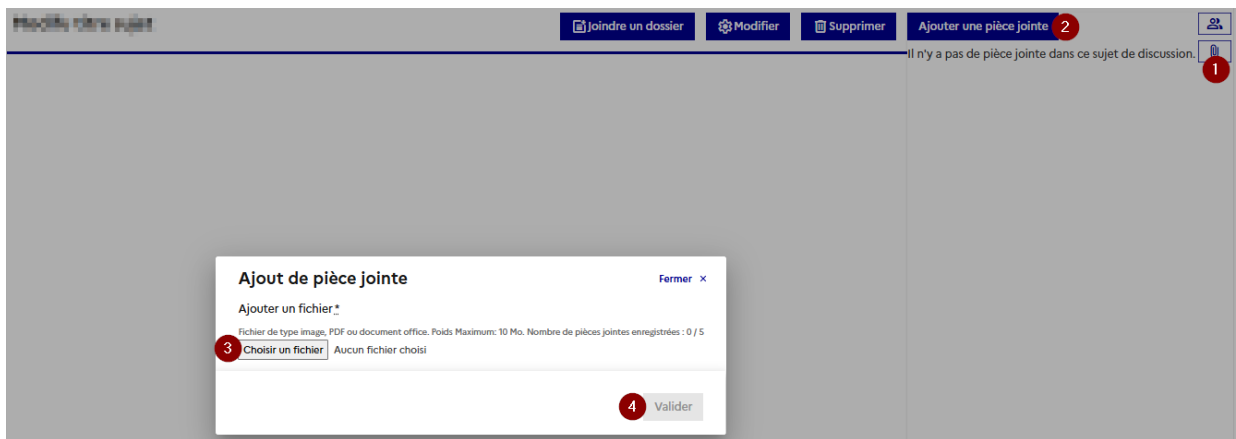 Joindre un dossier
Modifier
Supprimer
Ajouter une pièce jointe 2
Il n'y a pas de pièce jointe dans ce sujet de discussion.
1
Ajout de pièce jointe
Fermer ×
Ajouter un fichier *
Fichier de type image, PDF ou document office. Poids Maximum: 10 Mo. Nombre de pièces jointes enregistrées : 0 / 5
3 Choisir un fichier Aucun fichier choisi
4 Valider